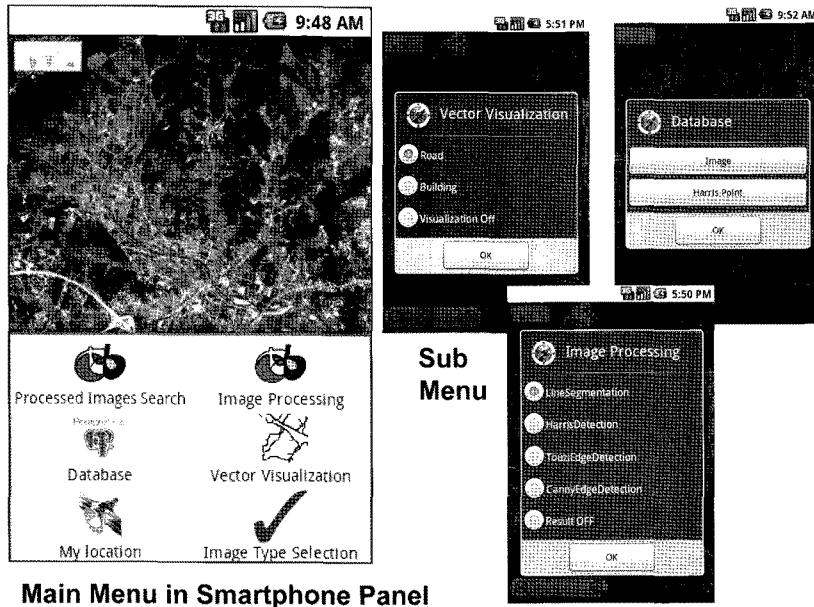 9:48 AM
Processed Images Search
Image Processing
Database
Vector Visualization
My location
Image Type Selection
Main Menu in Smartphone Panel
5:51 PM
Vector Visualization
Road
Building
Visualization Off
OK
9:52 AM
Database
Image
Harris Point
OK
Sub
Menu
5:50 PM
Image Processing
LineSegmentation
HarrisDetection
TouziEdgeDetection
CannyEdgeDetection
Result OFF
OK